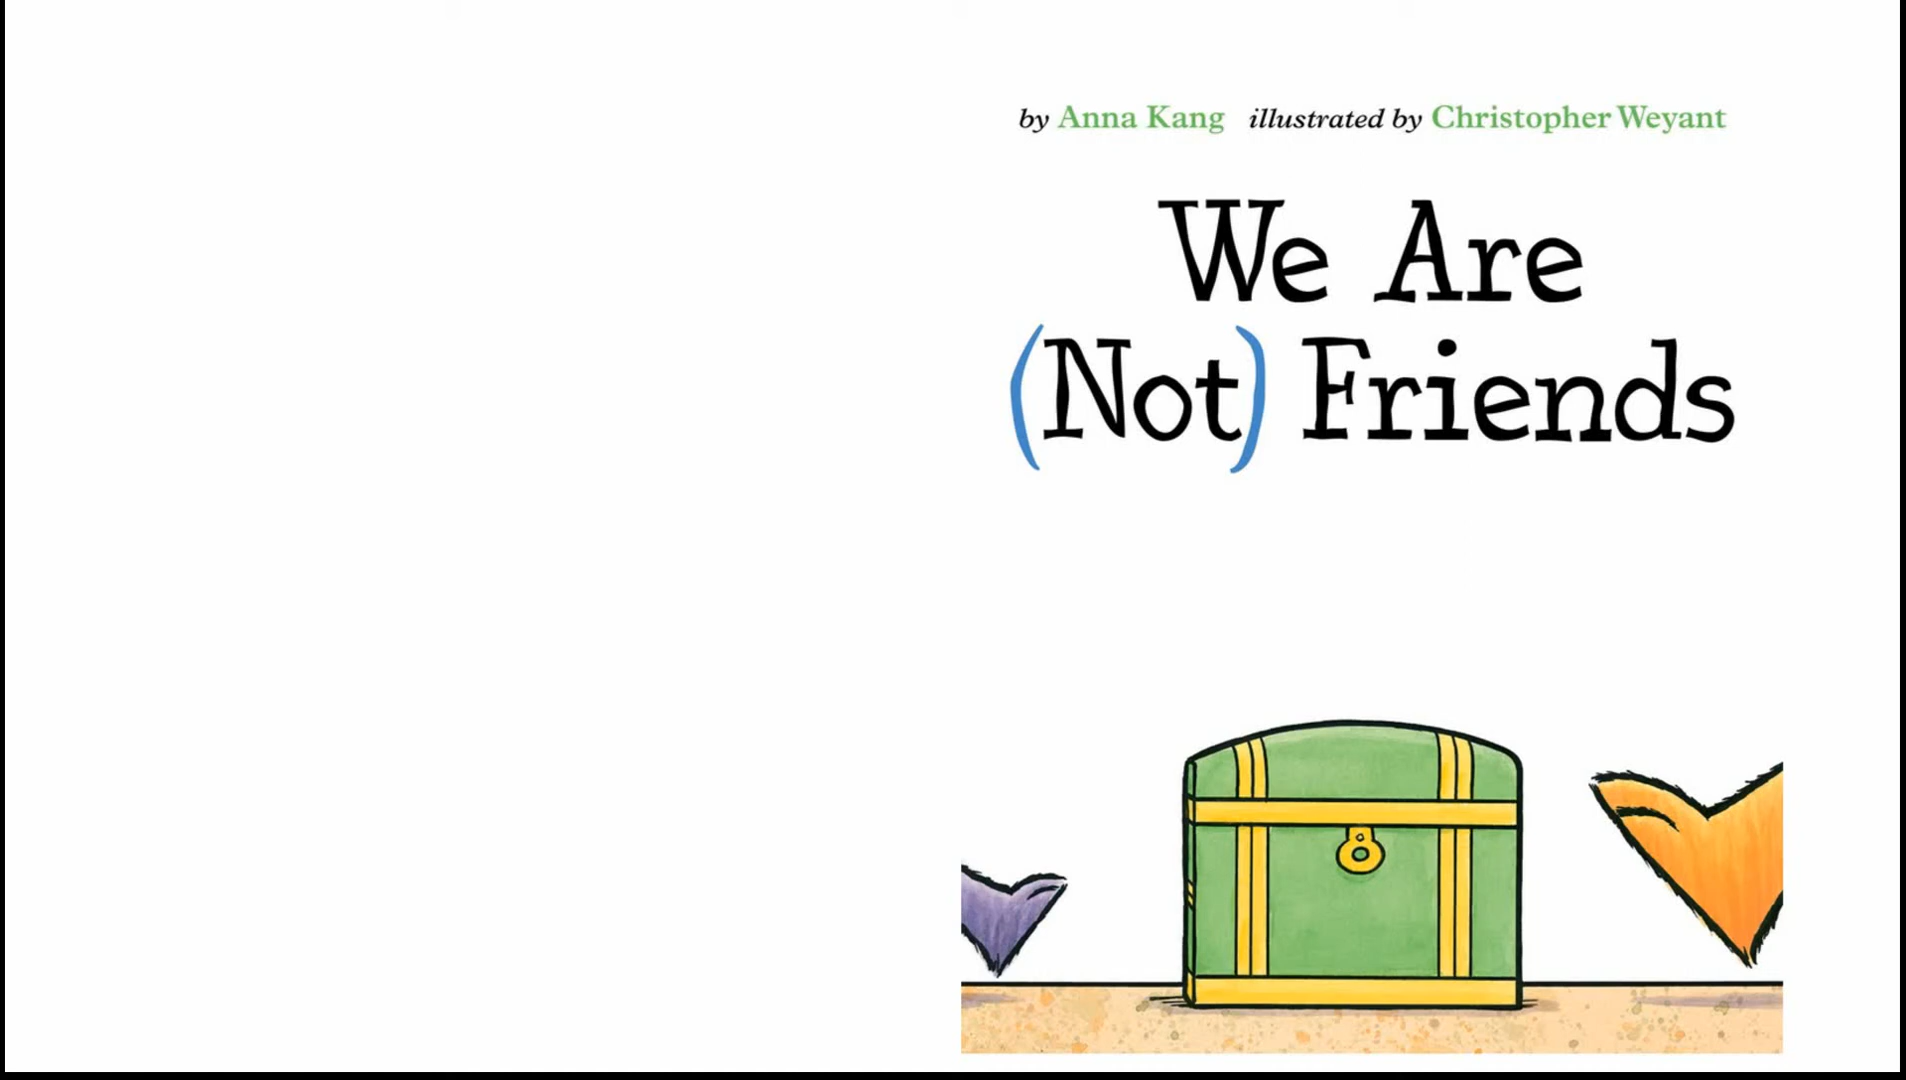 by Anna Kang illustrated by Christopher Weyant
We Are
(Not) Friends